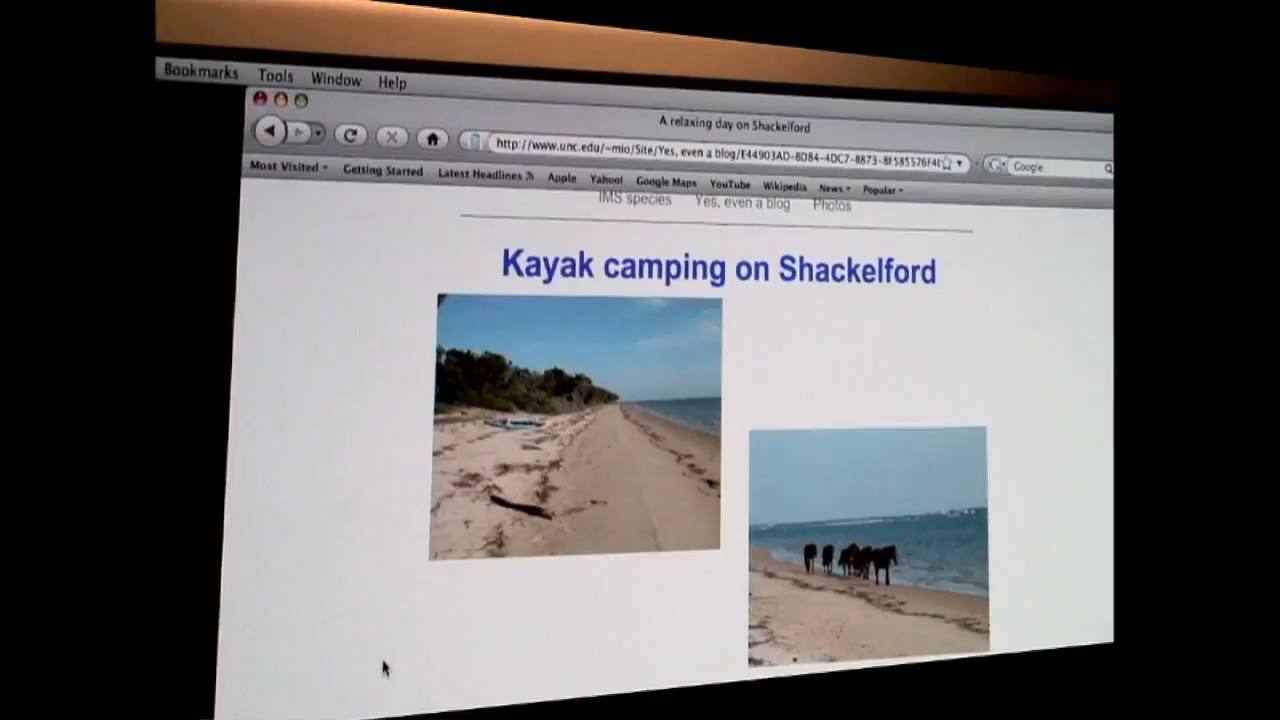 Bookmarks Tools Window Help
A relaxing day on Shackelford
http://www.unc.edu/~mio/Site/Yes, even a blog/E44903AD-8D84-4DC7-8873-8F585576F4
Google
Most Visited Getting Started Latest Headlines Apple Yahoo! Google Maps YouTube Wikipedia News Popular
IMS species Yes, even a blog Photos
Kayak camping on Shackelford